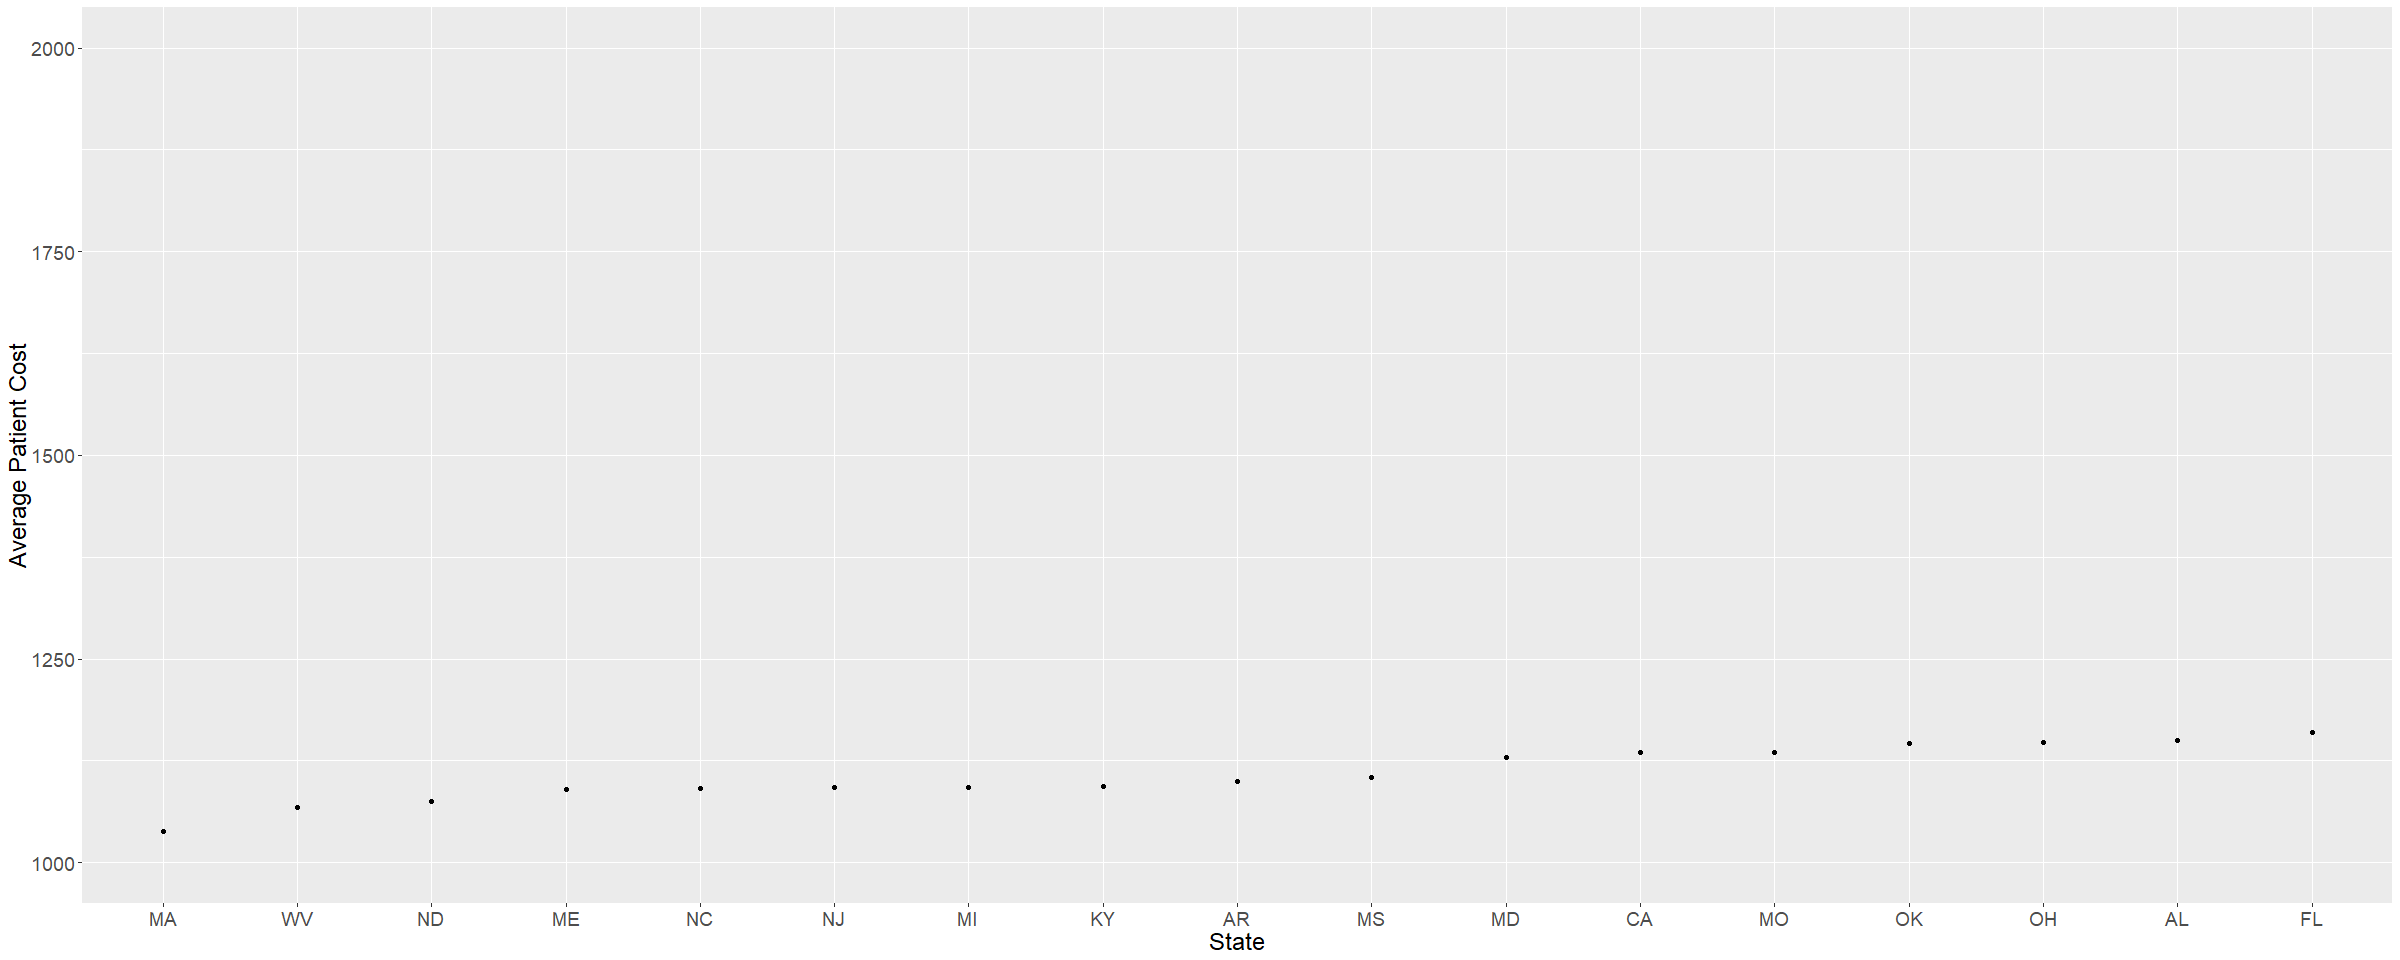 Average Patient Cost
2000
1750
1500
1250
1000
MA WV ND ME NC NJ MI KY AR MS MD CA MO OK OH AL FL
State